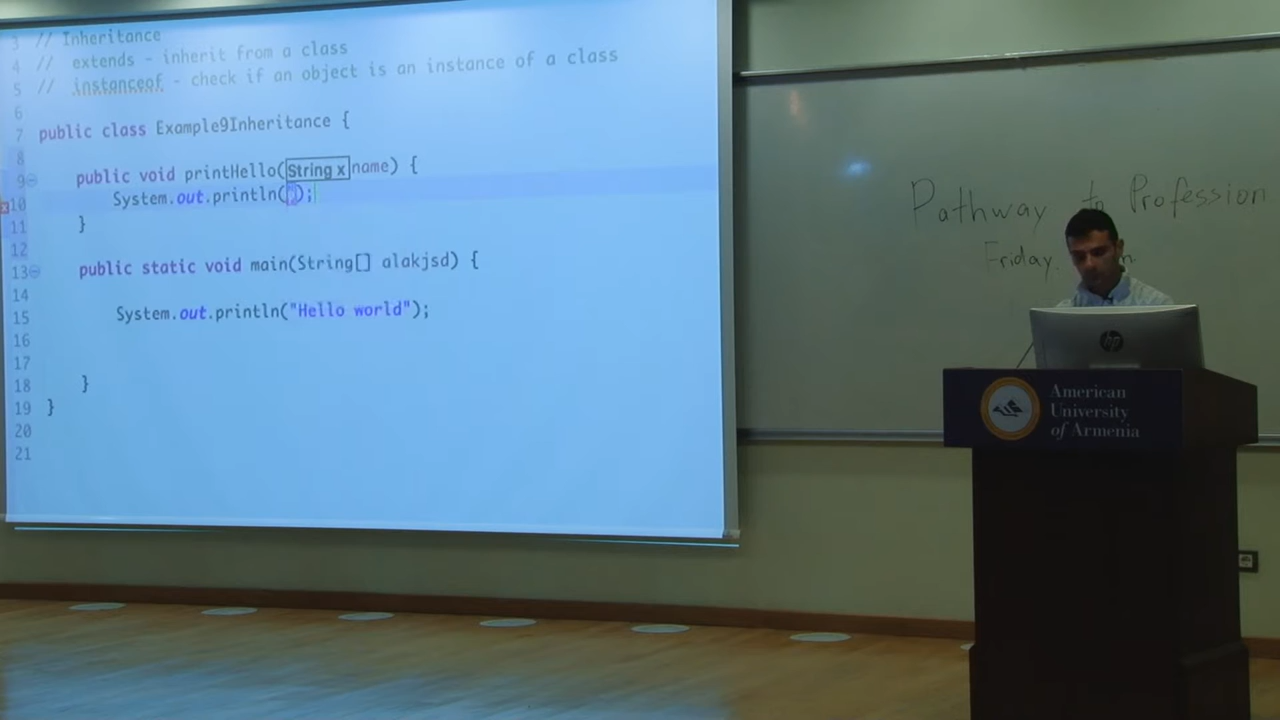 3 // Inheritance
4 // extends - inherit from a class
5 // instanceof - check if an object is an instance of a class
6
7 public class Example9Inheritance {
8
9 public void printHello(String x name) {
10 System.out.println();
11 }
12
13 public static void main(String[] alakjsd) {
14
15 System.out.println("Hello world");
16
17
18 }
19 }
20
21
Pathway to Profession
Friday
hp
American
University
of Armenia